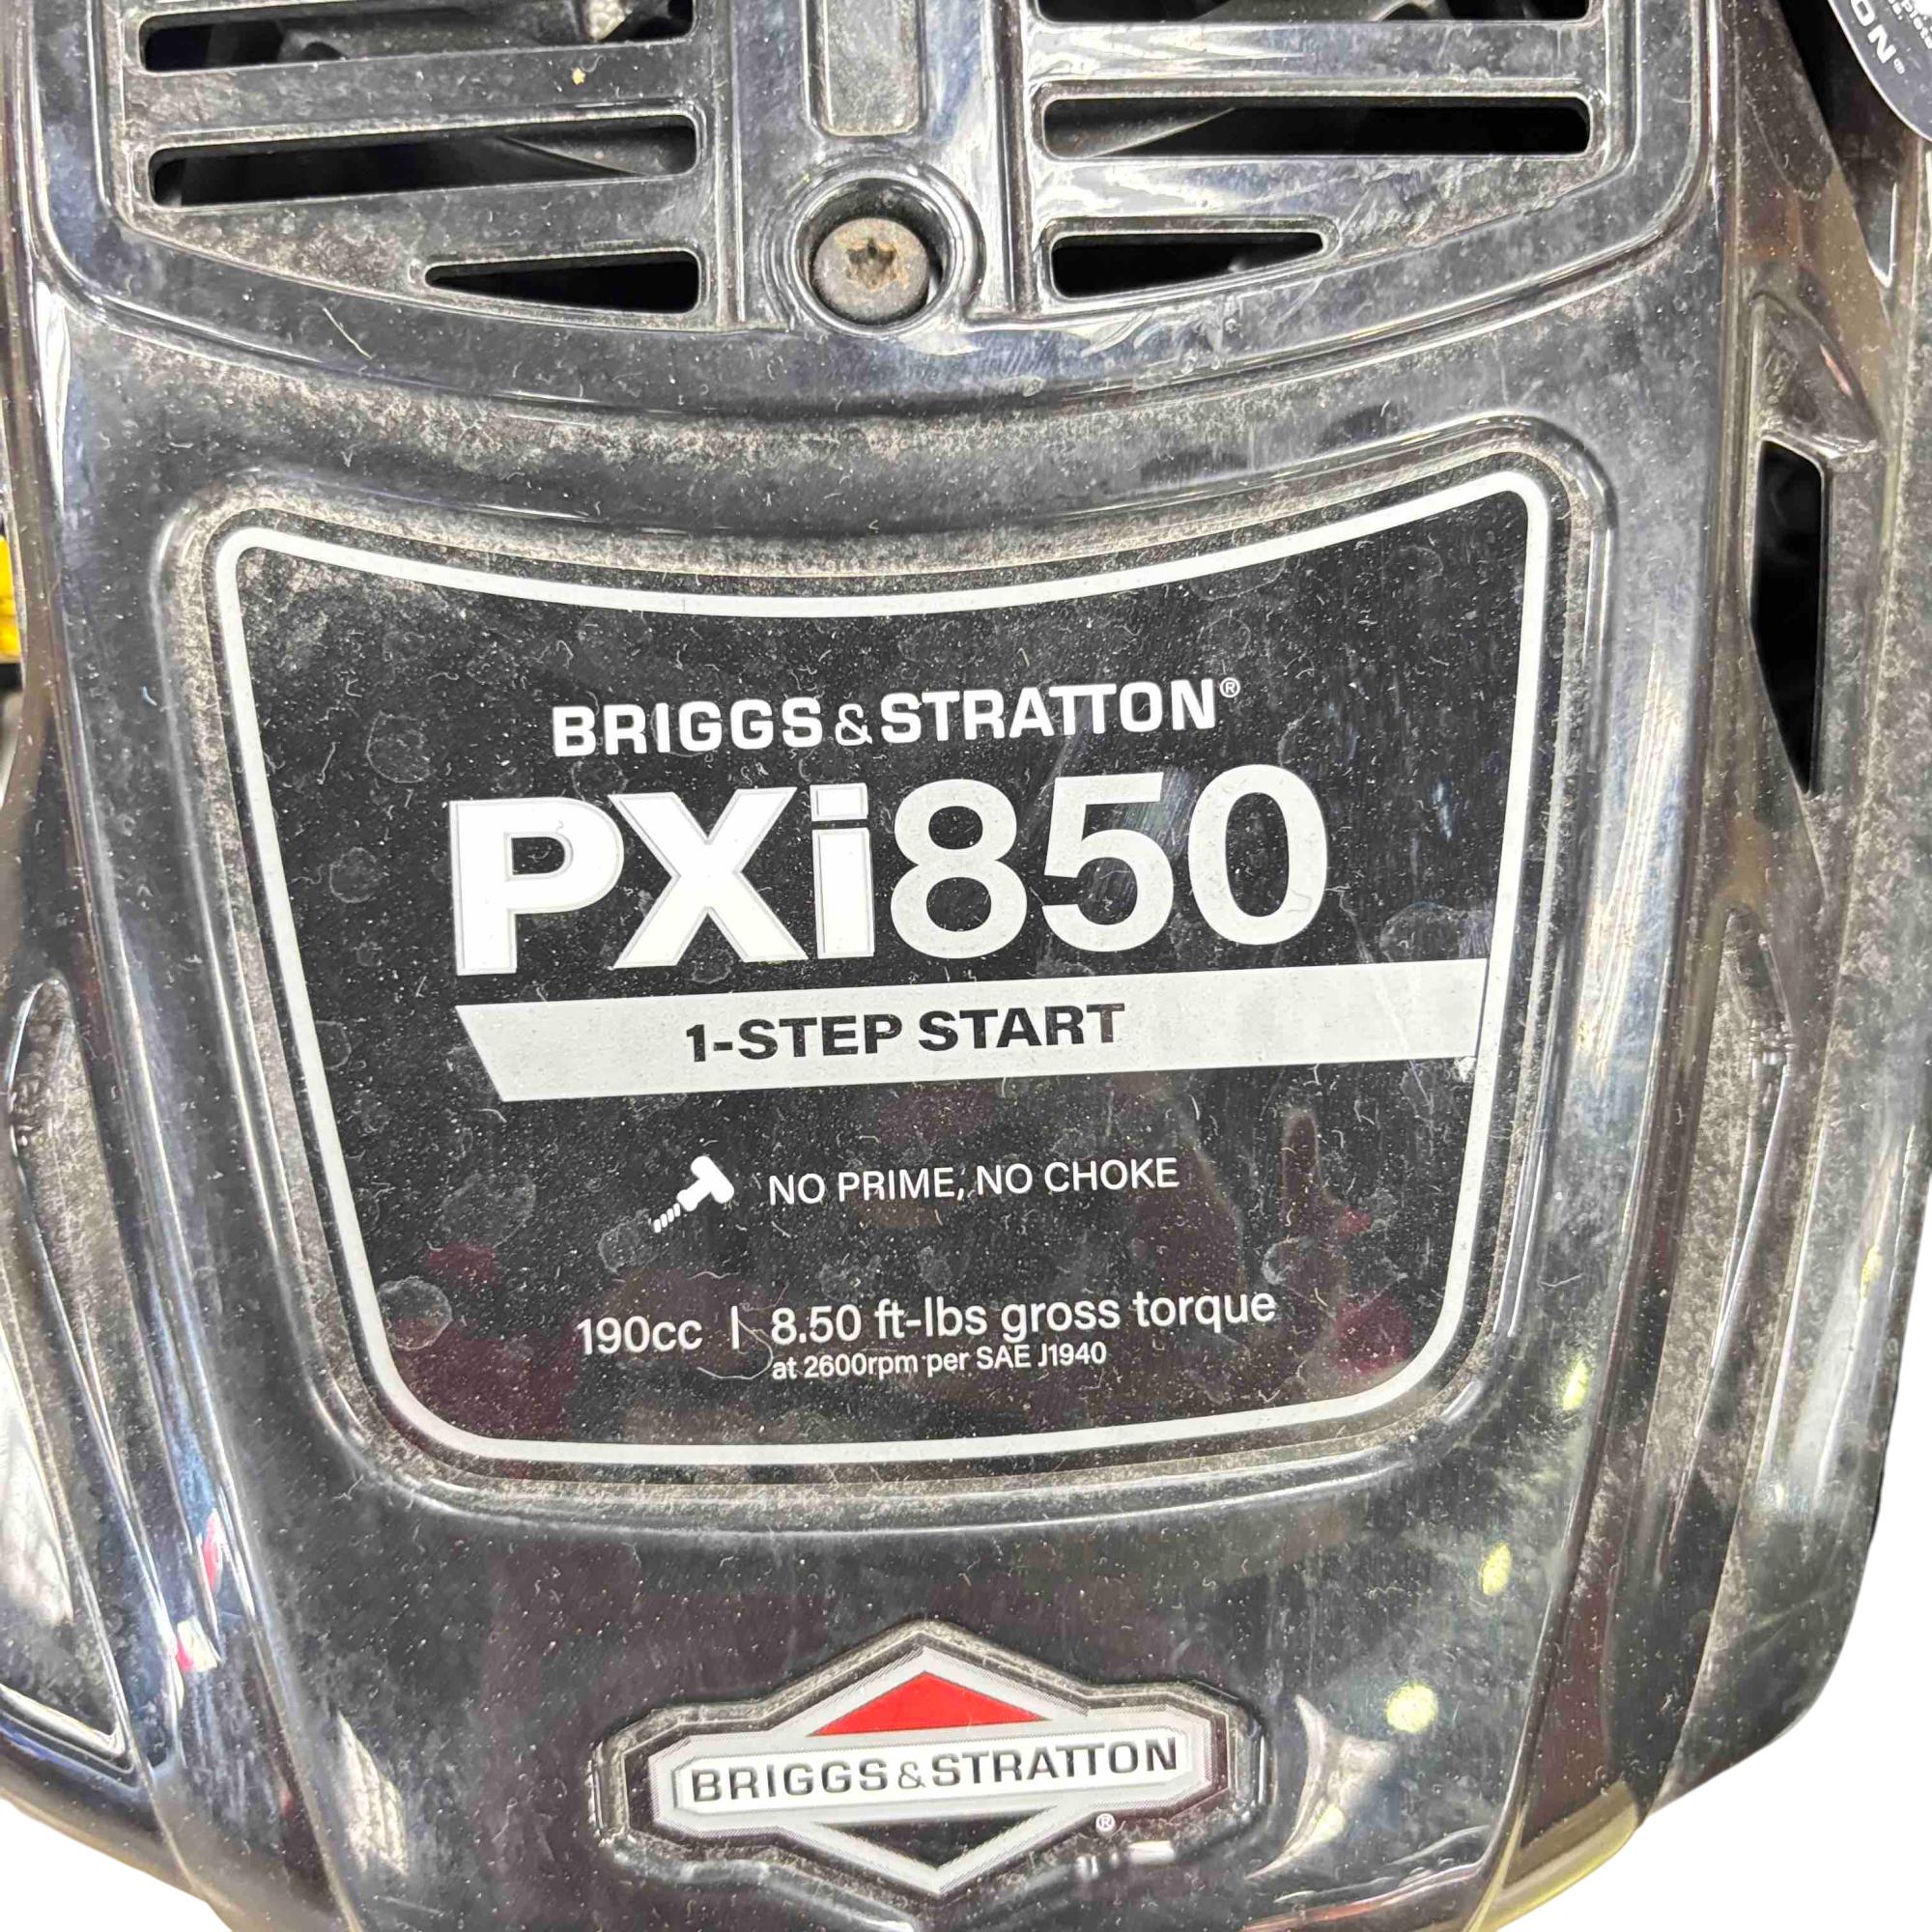 BRIGGS & STRATTON®
PXi850
1-STEP START
NO PRIME, NO CHOKE
190cc | 8.50 ft-lbs gross torque
at 2600rpm per SAE J1940
BRIGGS & STRATTON
®